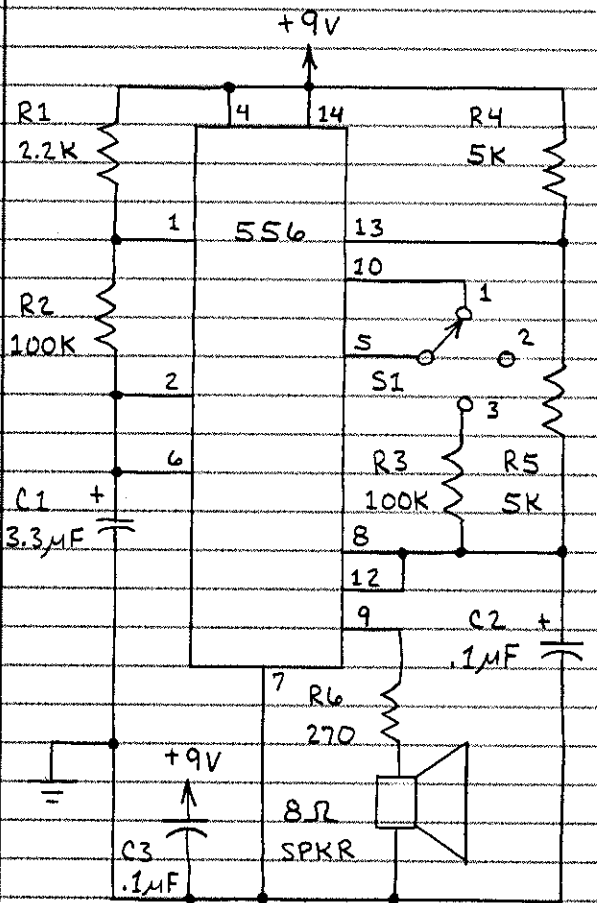 +9V
4
14
R1
2.2K
R4
5K
1
556
13
10
1
R2
100K
5
2
S1
2
3
6
R3
100K
R5
5K
C1
+
3.3µF
8
12
9
C2
+
.1µF
7
R6
270
+9V
8Ω
SPKR
C3
.1µF